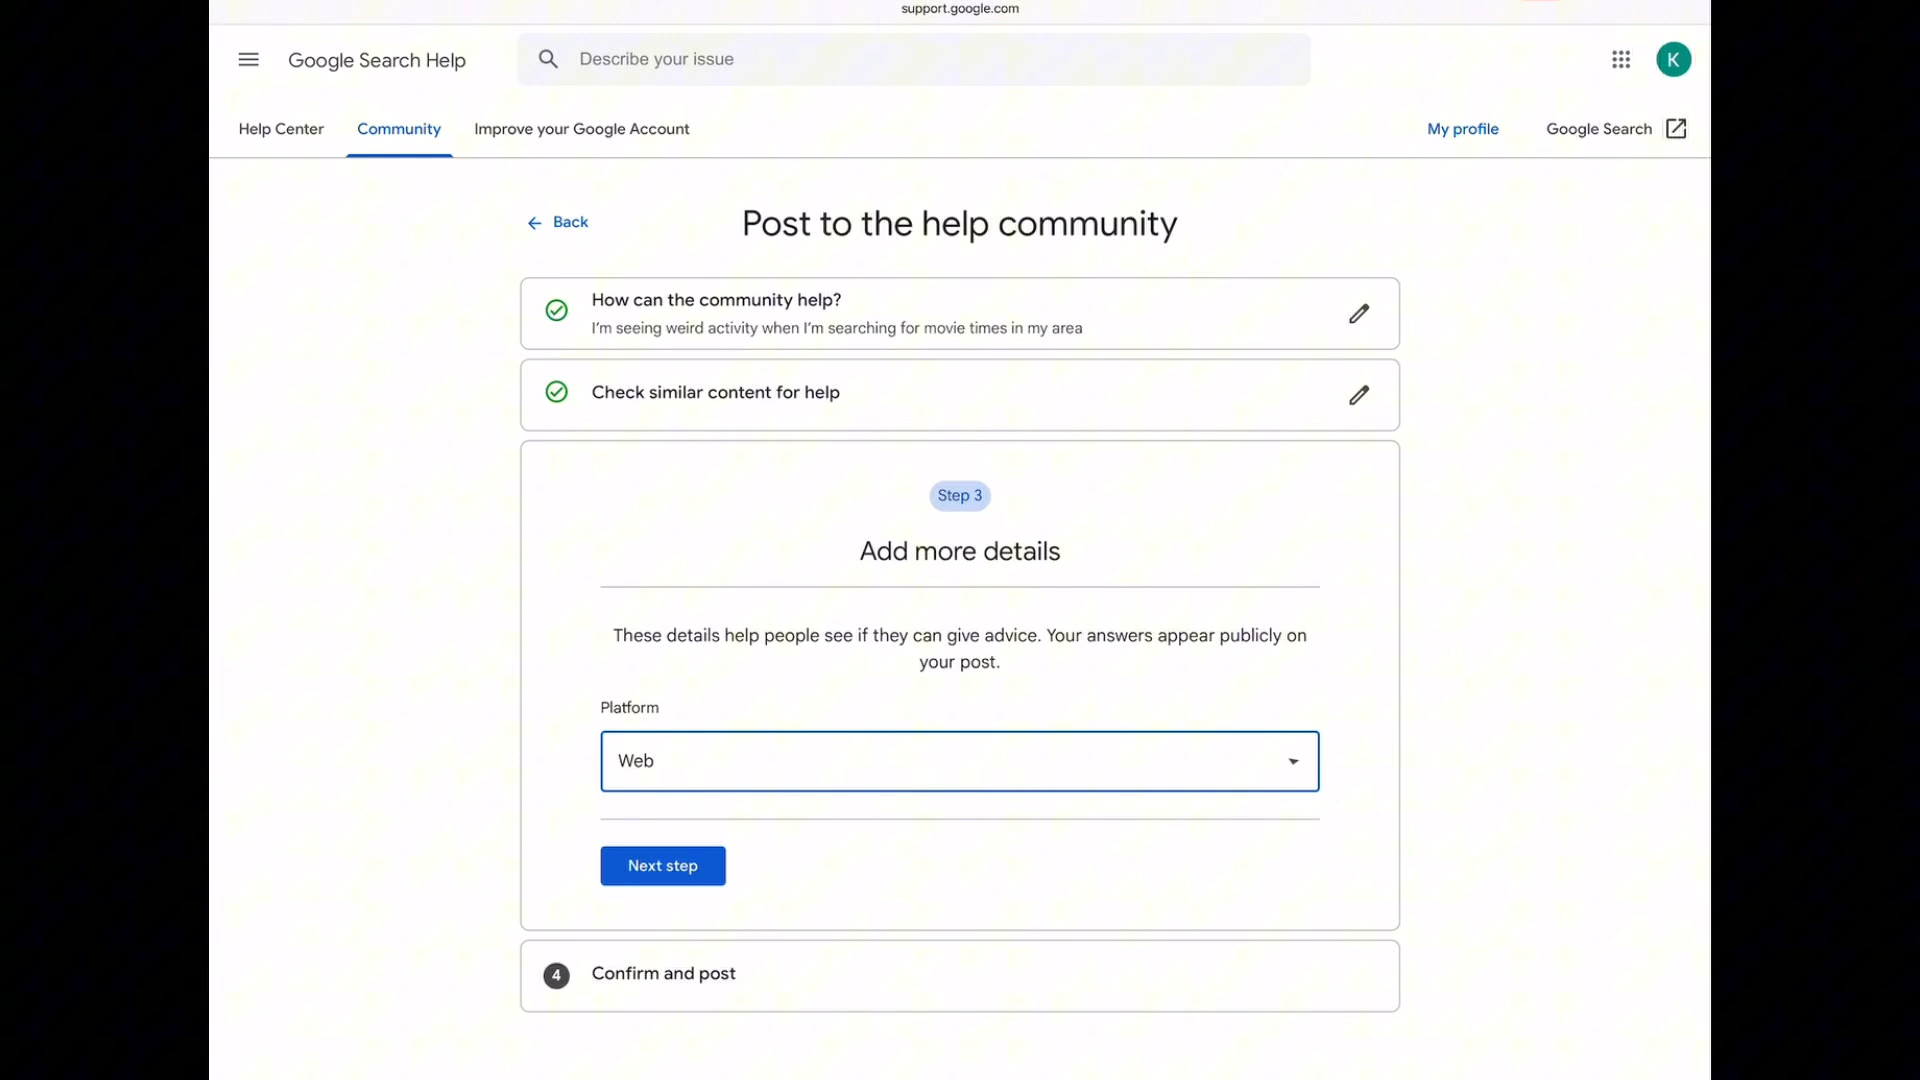 support.google.com
Google Search Help
Describe your issue
K
Help Center
Community
Improve your Google Account
My profile
Google Search
Back
Post to the help community
How can the community help?
I'm seeing weird activity when I'm searching for movie times in my area
Check similar content for help
Step 3
Add more details
These details help people see if they can give advice. Your answers appear publicly on
your post.
Platform
Web
Next step
4
Confirm and post